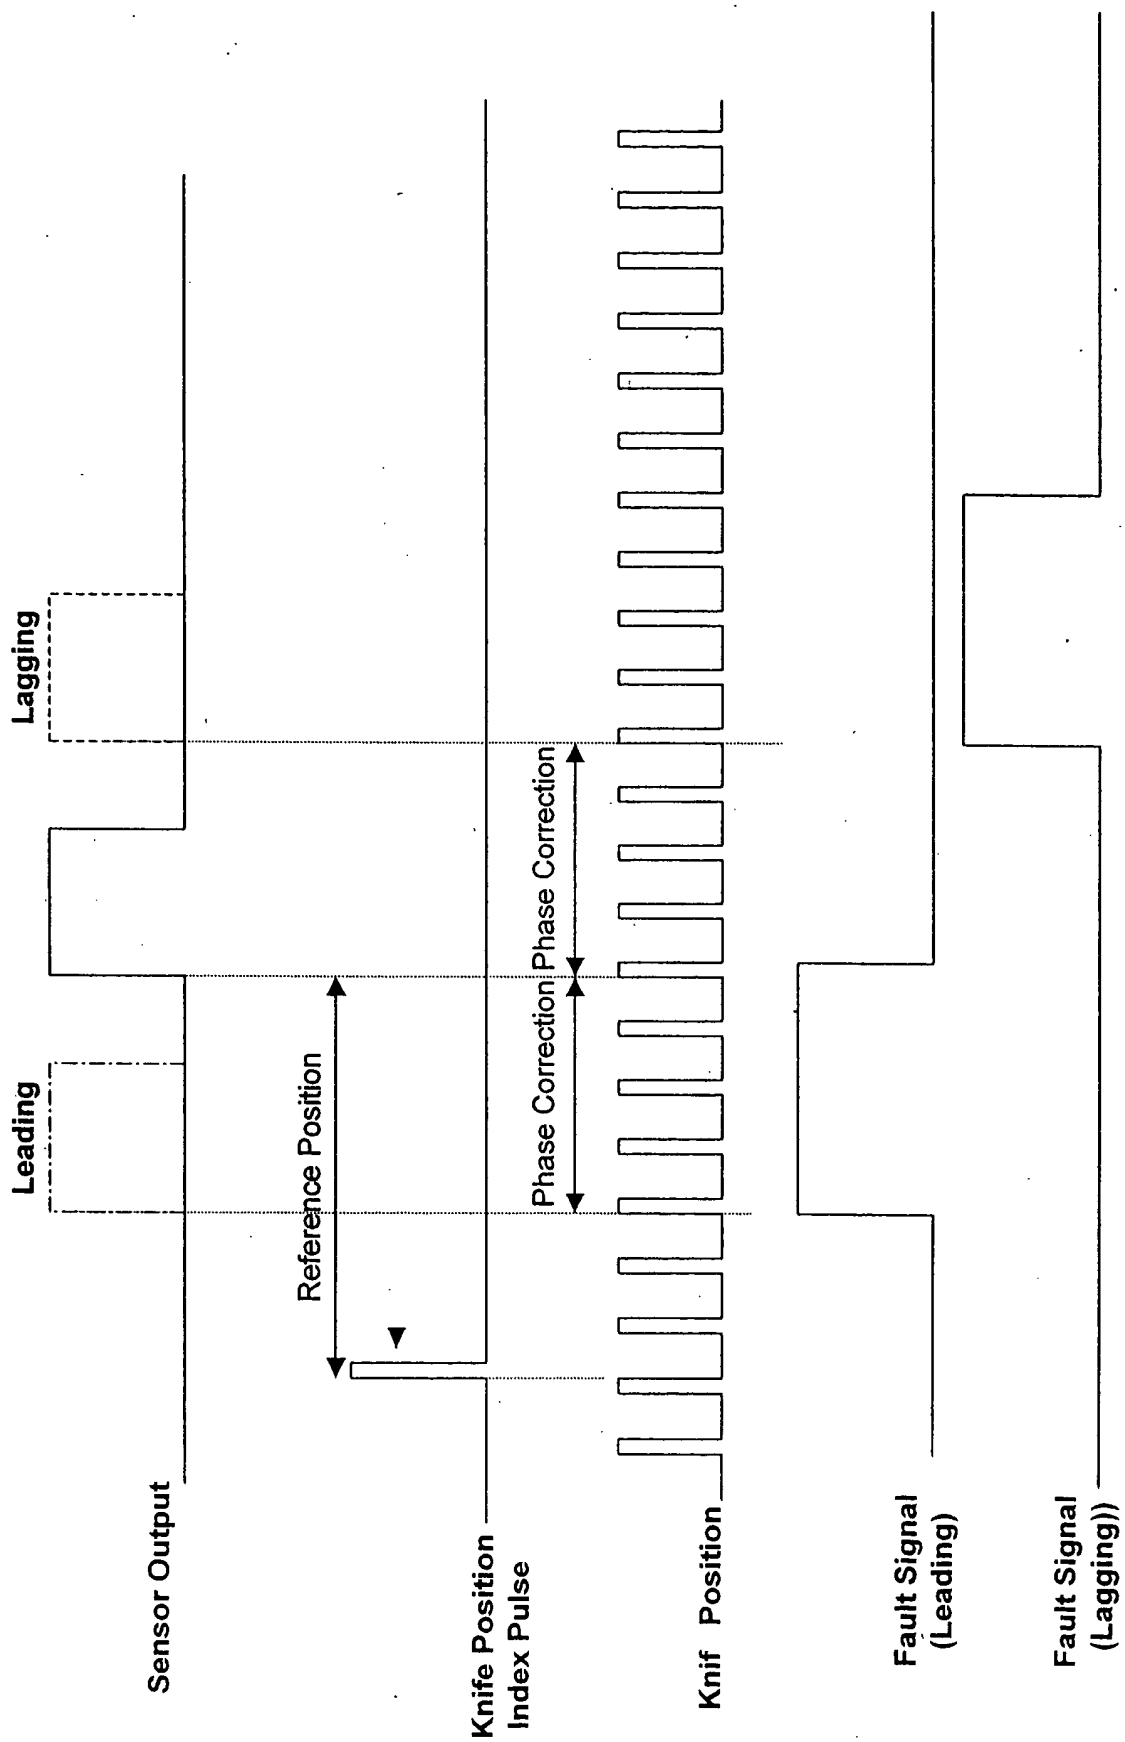 Leading
Lagging
Sensor Output
Reference Position
Knife Position
Index Pulse
Phase Correction
Phase Correction
Knif Position
Fault Signal
(Leading)
Fault Signal
(Lagging))